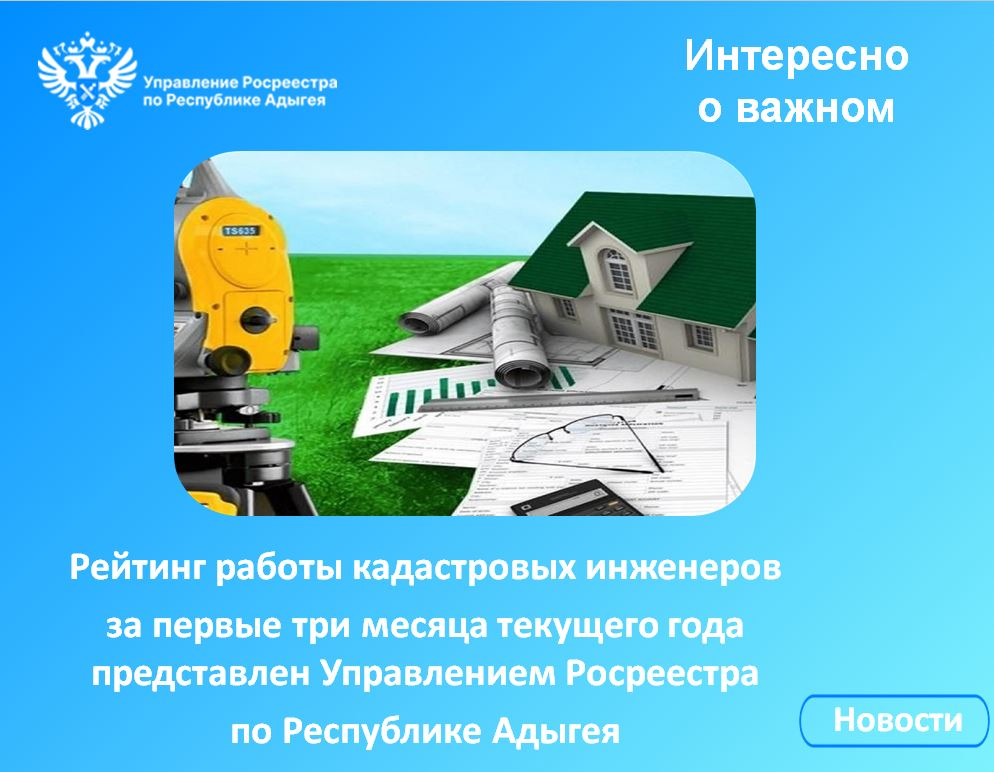 Управление Росреестра
по Республике Адыгея
Интересно
о важном
TS635
Рейтинг работы кадастровых инженеров
за первые три месяца текущего года
представлен Управлением Росреестра
по Республике Адыгея
Новости